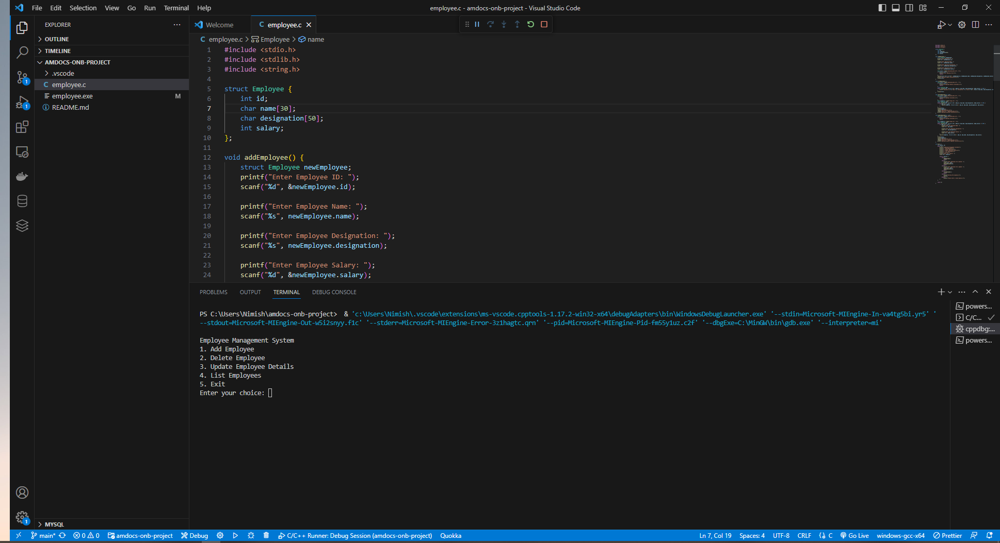 File Edit Selection View Go Run Terminal Help
employee.c - amdocs-onb-project - Visual Studio Code
EXPLORER
OUTLINE
TIMELINE
AMDOCS-ONB-PROJECT
.vscode
C employee.c
employee.exe M
README.md
MYSQL
1
1
1
Welcome
C employee.c
C employee.c > Employee > name
1 #include <stdio.h>
2 #include <stdlib.h>
3 #include <string.h>
4
5 struct Employee {
6 int id;
7 char name[30];
8 char designation[50];
9 int salary;
10 };
11
12 void addEmployee() {
13 struct Employee newEmployee;
14 printf("Enter Employee ID: ");
15 scanf("%d", &newEmployee.id);
16
17 printf("Enter Employee Name: ");
18 scanf("%s", newEmployee.name);
19
20 printf("Enter Employee Designation: ");
21 scanf("%s", newEmployee.designation);
22
23 printf("Enter Employee Salary: ");
24 scanf("%d", &newEmployee.salary);
PROBLEMS OUTPUT TERMINAL DEBUG CONSOLE
PS C:\Users\Nimish\amdocs-onb-project> & 'c:\Users\Nimish\.vscode\extensions\ms-vscode.cpptools-1.17.2-win32-x64\debugAdapters\bin\WindowsDebugLauncher.exe' '--stdin=Microsoft-MIEngine-In-va4tg5bi.yr5' '
--stdout=Microsoft-MIEngine-Out-w5i2snyy.f1c' '--stderr=Microsoft-MIEngine-Error-3z1hagtc.qrn' '--pid=Microsoft-MIEngine-Pid-fm55y1uz.c2f' '--dbgExe=C:\MinGW\bin\gdb.exe' '--interpreter=mi'
Employee Management System
1. Add Employee
2. Delete Employee
3. Update Employee Details
4. List Employees
5. Exit
Enter your choice:
powers...
C/C...
cppdbg:...
powers...
main* 0 0 amdocs-onb-project Debug C/C++ Runner: Debug Session (amdocs-onb-project) Quokka
Ln 7, Col 19 Spaces: 4 UTF-8 CRLF {} C Go Live windows-gcc-x64 Prettier